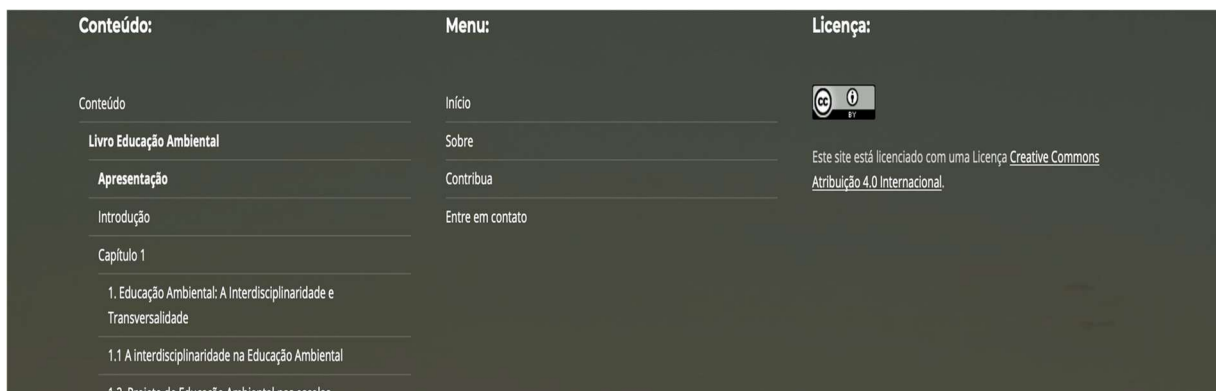 Conteúdo:
Conteúdo
Livro Educação Ambiental
Apresentação
Introdução
Capítulo 1
1. Educação Ambiental: A Interdisciplinaridade e
Transversalidade
1.1 A interdisciplinaridade na Educação Ambiental
Menu:
Início
Sobre
Contribua
Entre em contato
Licença:
cc
BY
Este site está licenciado com uma Licença Creative Commons
Atribuição 4.0 Internacional.